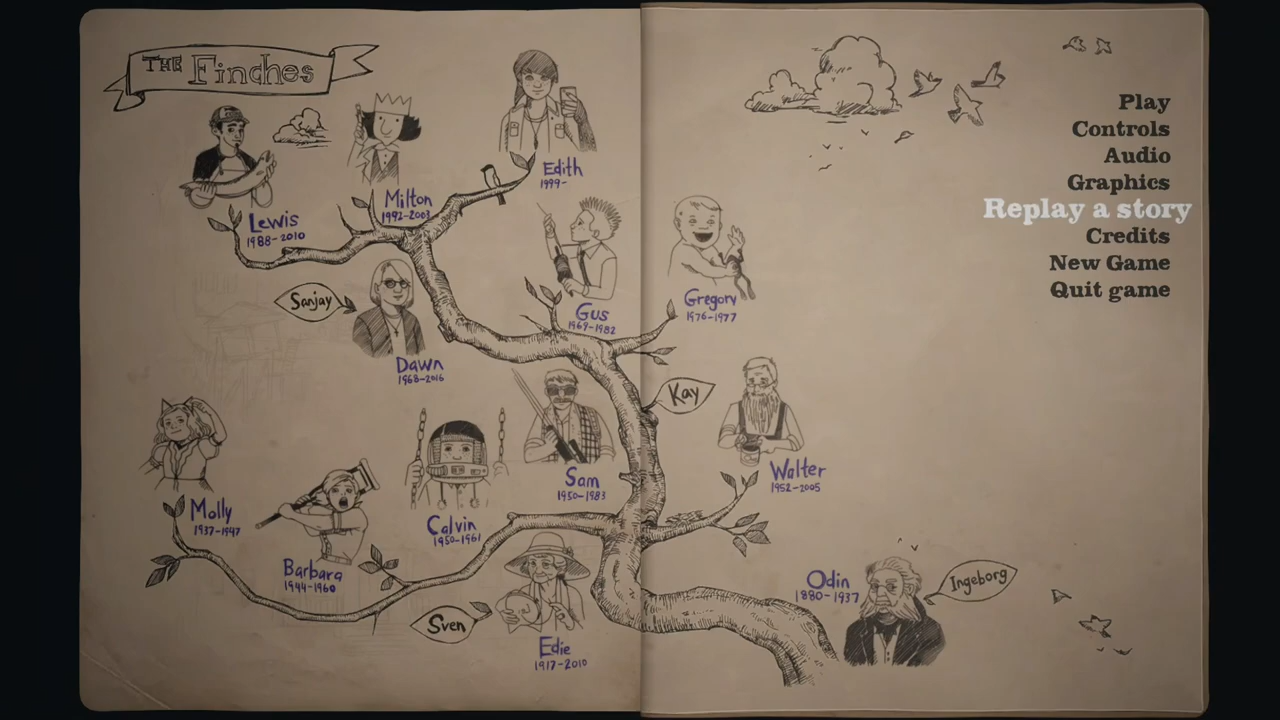 THE Finches
Edith
1999-
Milton
1992-2003
Lewis
1988-2010
Sanjay
Dawn
1968-2016
Gus
1969-1982
Gregory
1976-1977
Kay
Sam
1950-1983
Walter
1952-2005
Molly
1937-1947
Barbara
1944-1960
Calvin
1950-1961
Sven
Edie
1917-2010
Odin
1880-1937
Ingeborg
Play
Controls
Audio
Graphics
Replay a story
Credits
New Game
Quit game